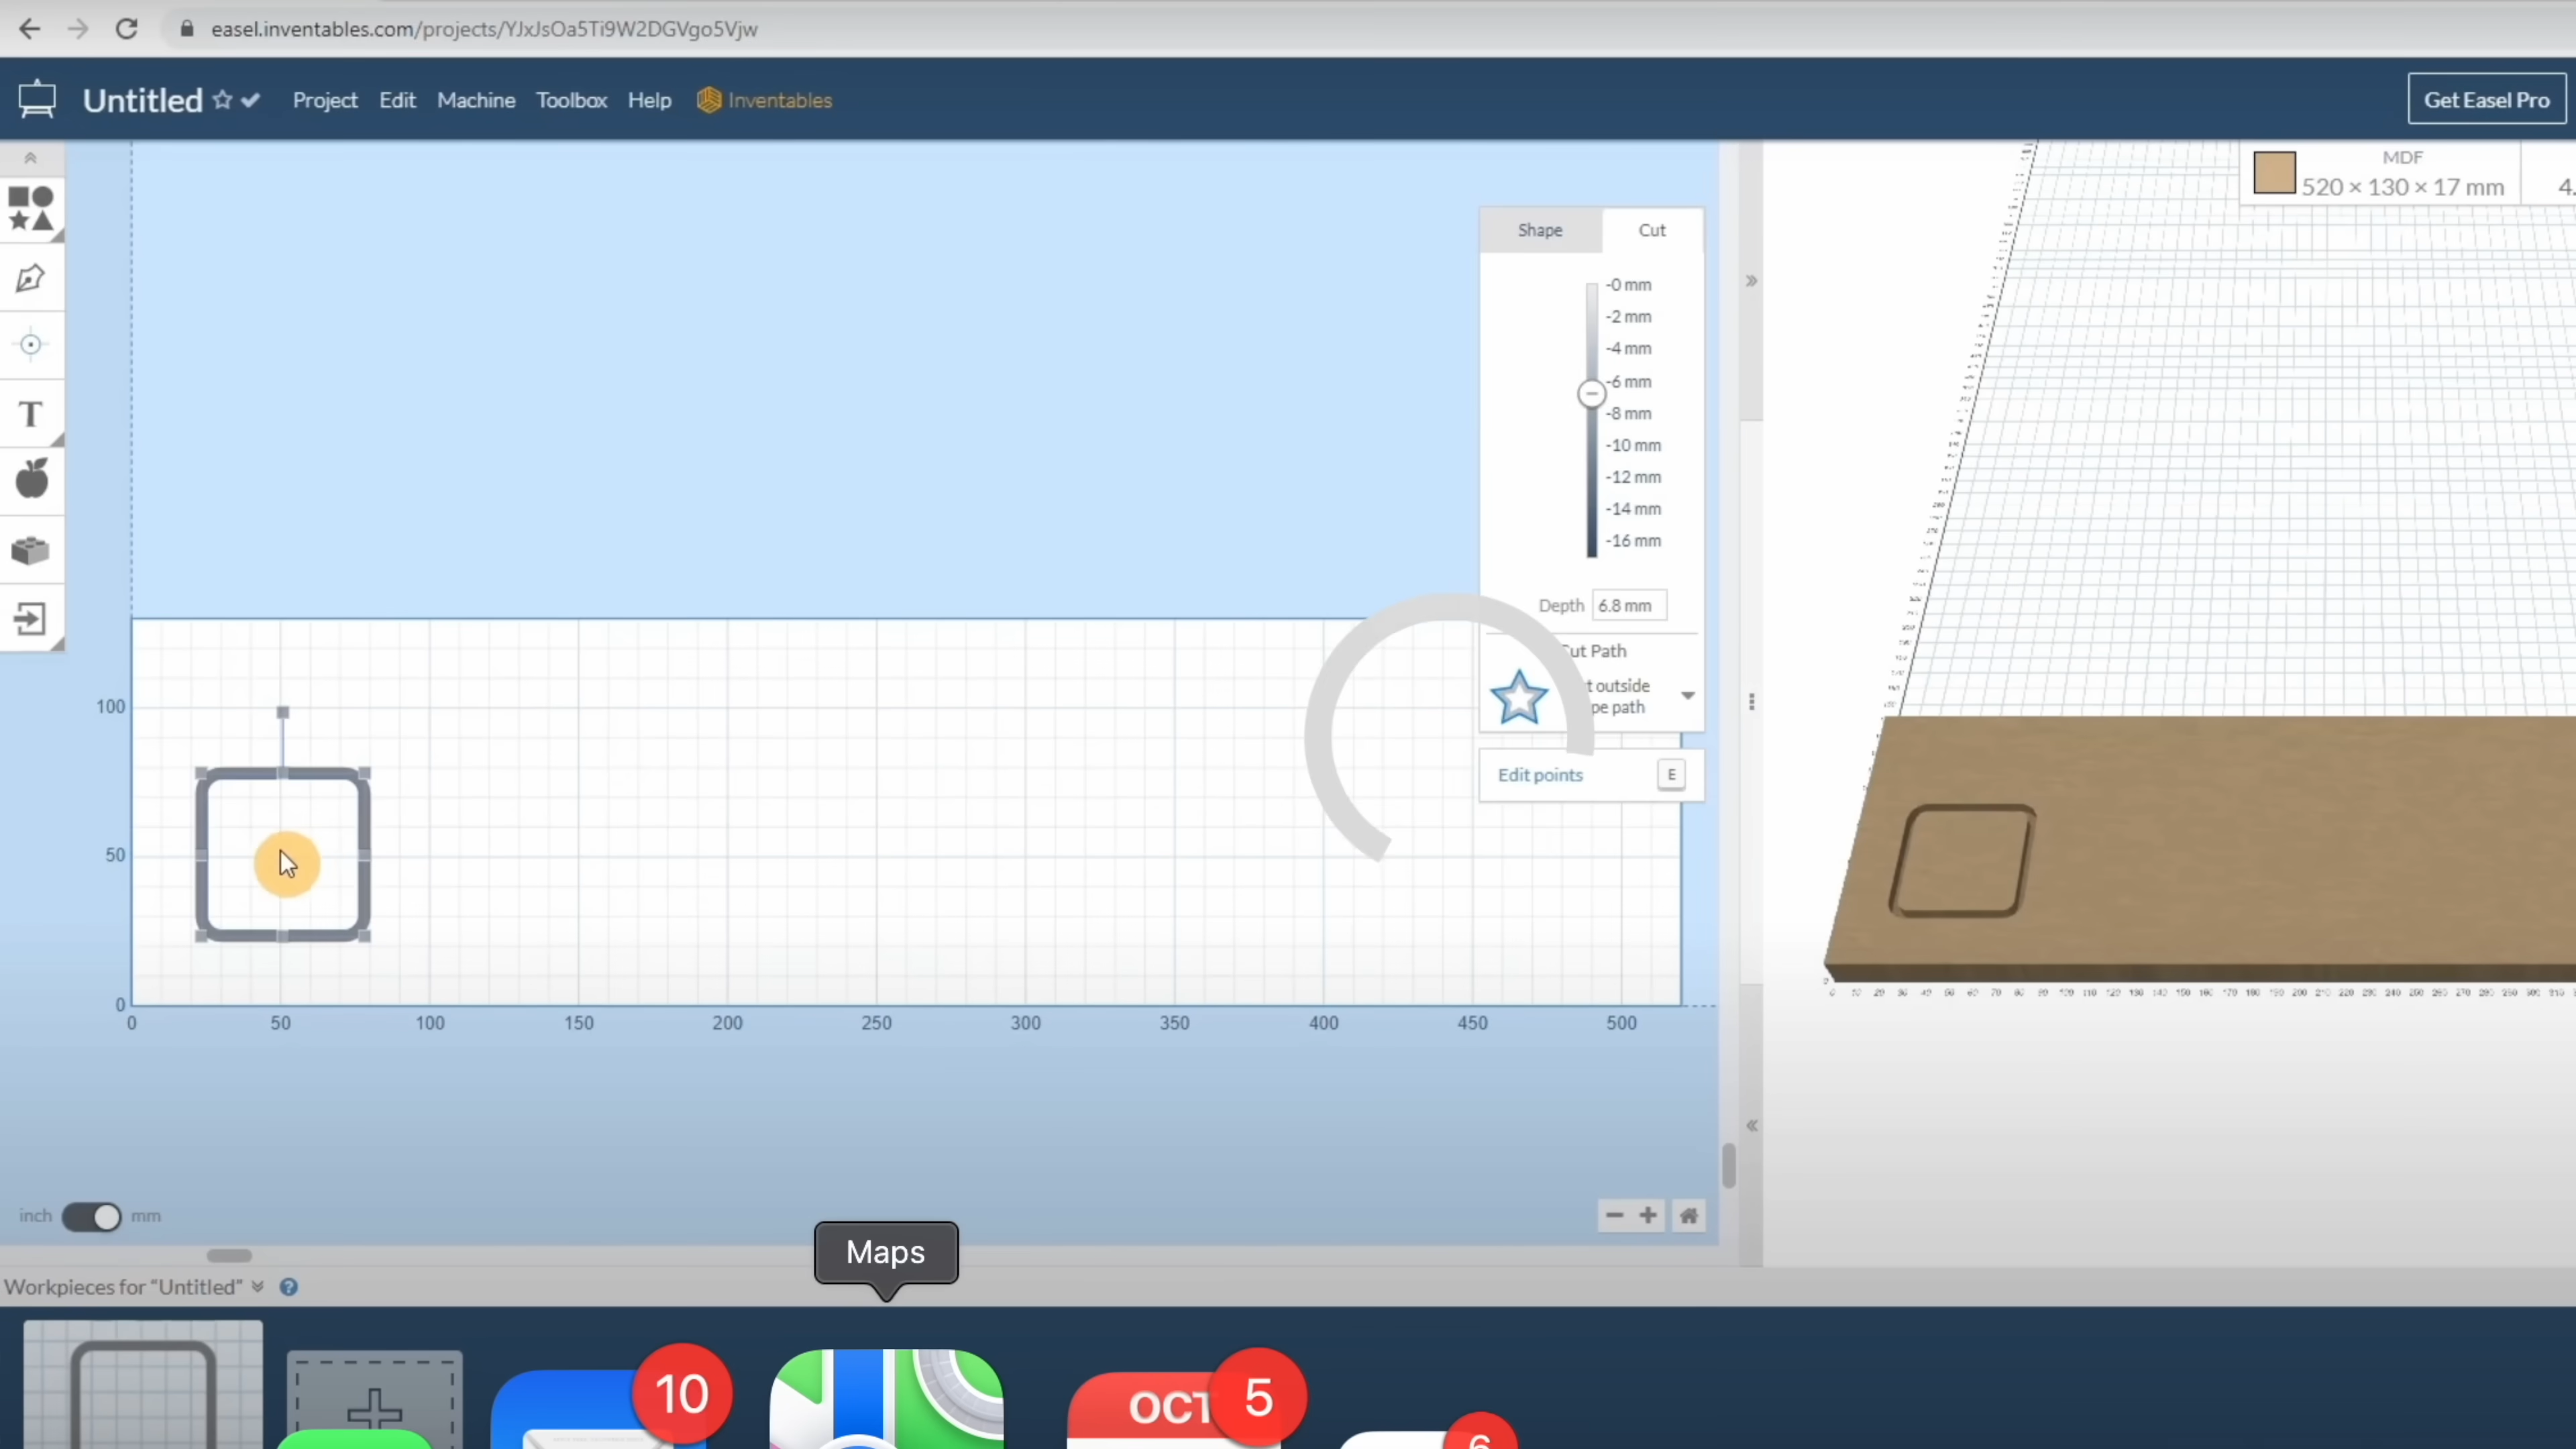 easel.inventables.com/projects/YJxJsOa5Ti9W2DGVgo5Vjw
Untitled Project Edit Machine Toolbox Help Inventables Get Easel Pro
MDF
520 × 130 × 17 mm
4.
Shape Cut
-0 mm
-2 mm
-4 mm
-6 mm
-8 mm
-10 mm
-12 mm
-14 mm
-16 mm
Depth 6.8 mm
Cut Path
t outside
pe path
Edit points E
T
100
50
0
0 50 100 150 200 250 300 350 400 450 500
inch mm
Maps
Workpieces for "Untitled" ?
10
OCT
5
6